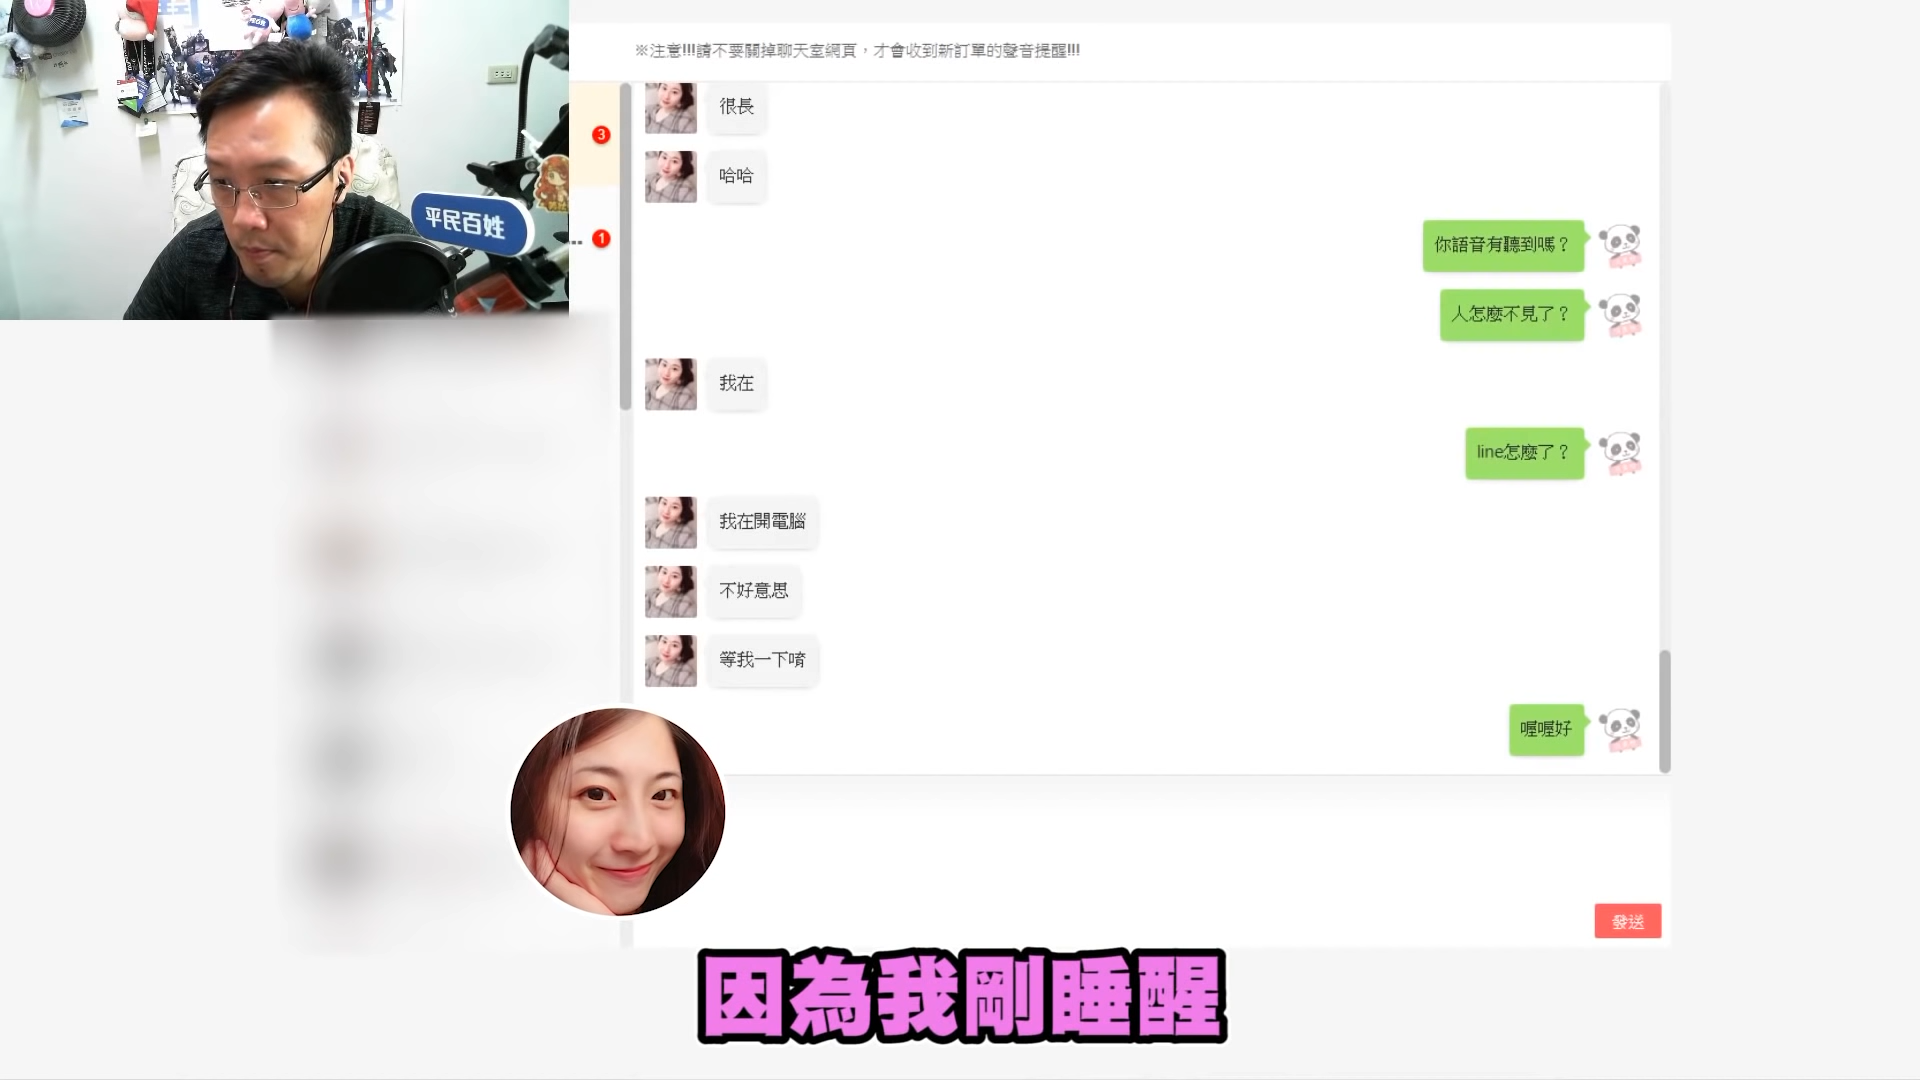 ※注意!!!請不要關掉聊天室網頁，才會收到新訂單的聲音提醒!!!
很長
3
哈哈
平民百姓
1
你語音有聽到嗎？
人怎麼不見了？
我在
line怎麼了？
我在開電腦
不好意思
等我一下唷
喔喔好
發送
因為我剛睡醒